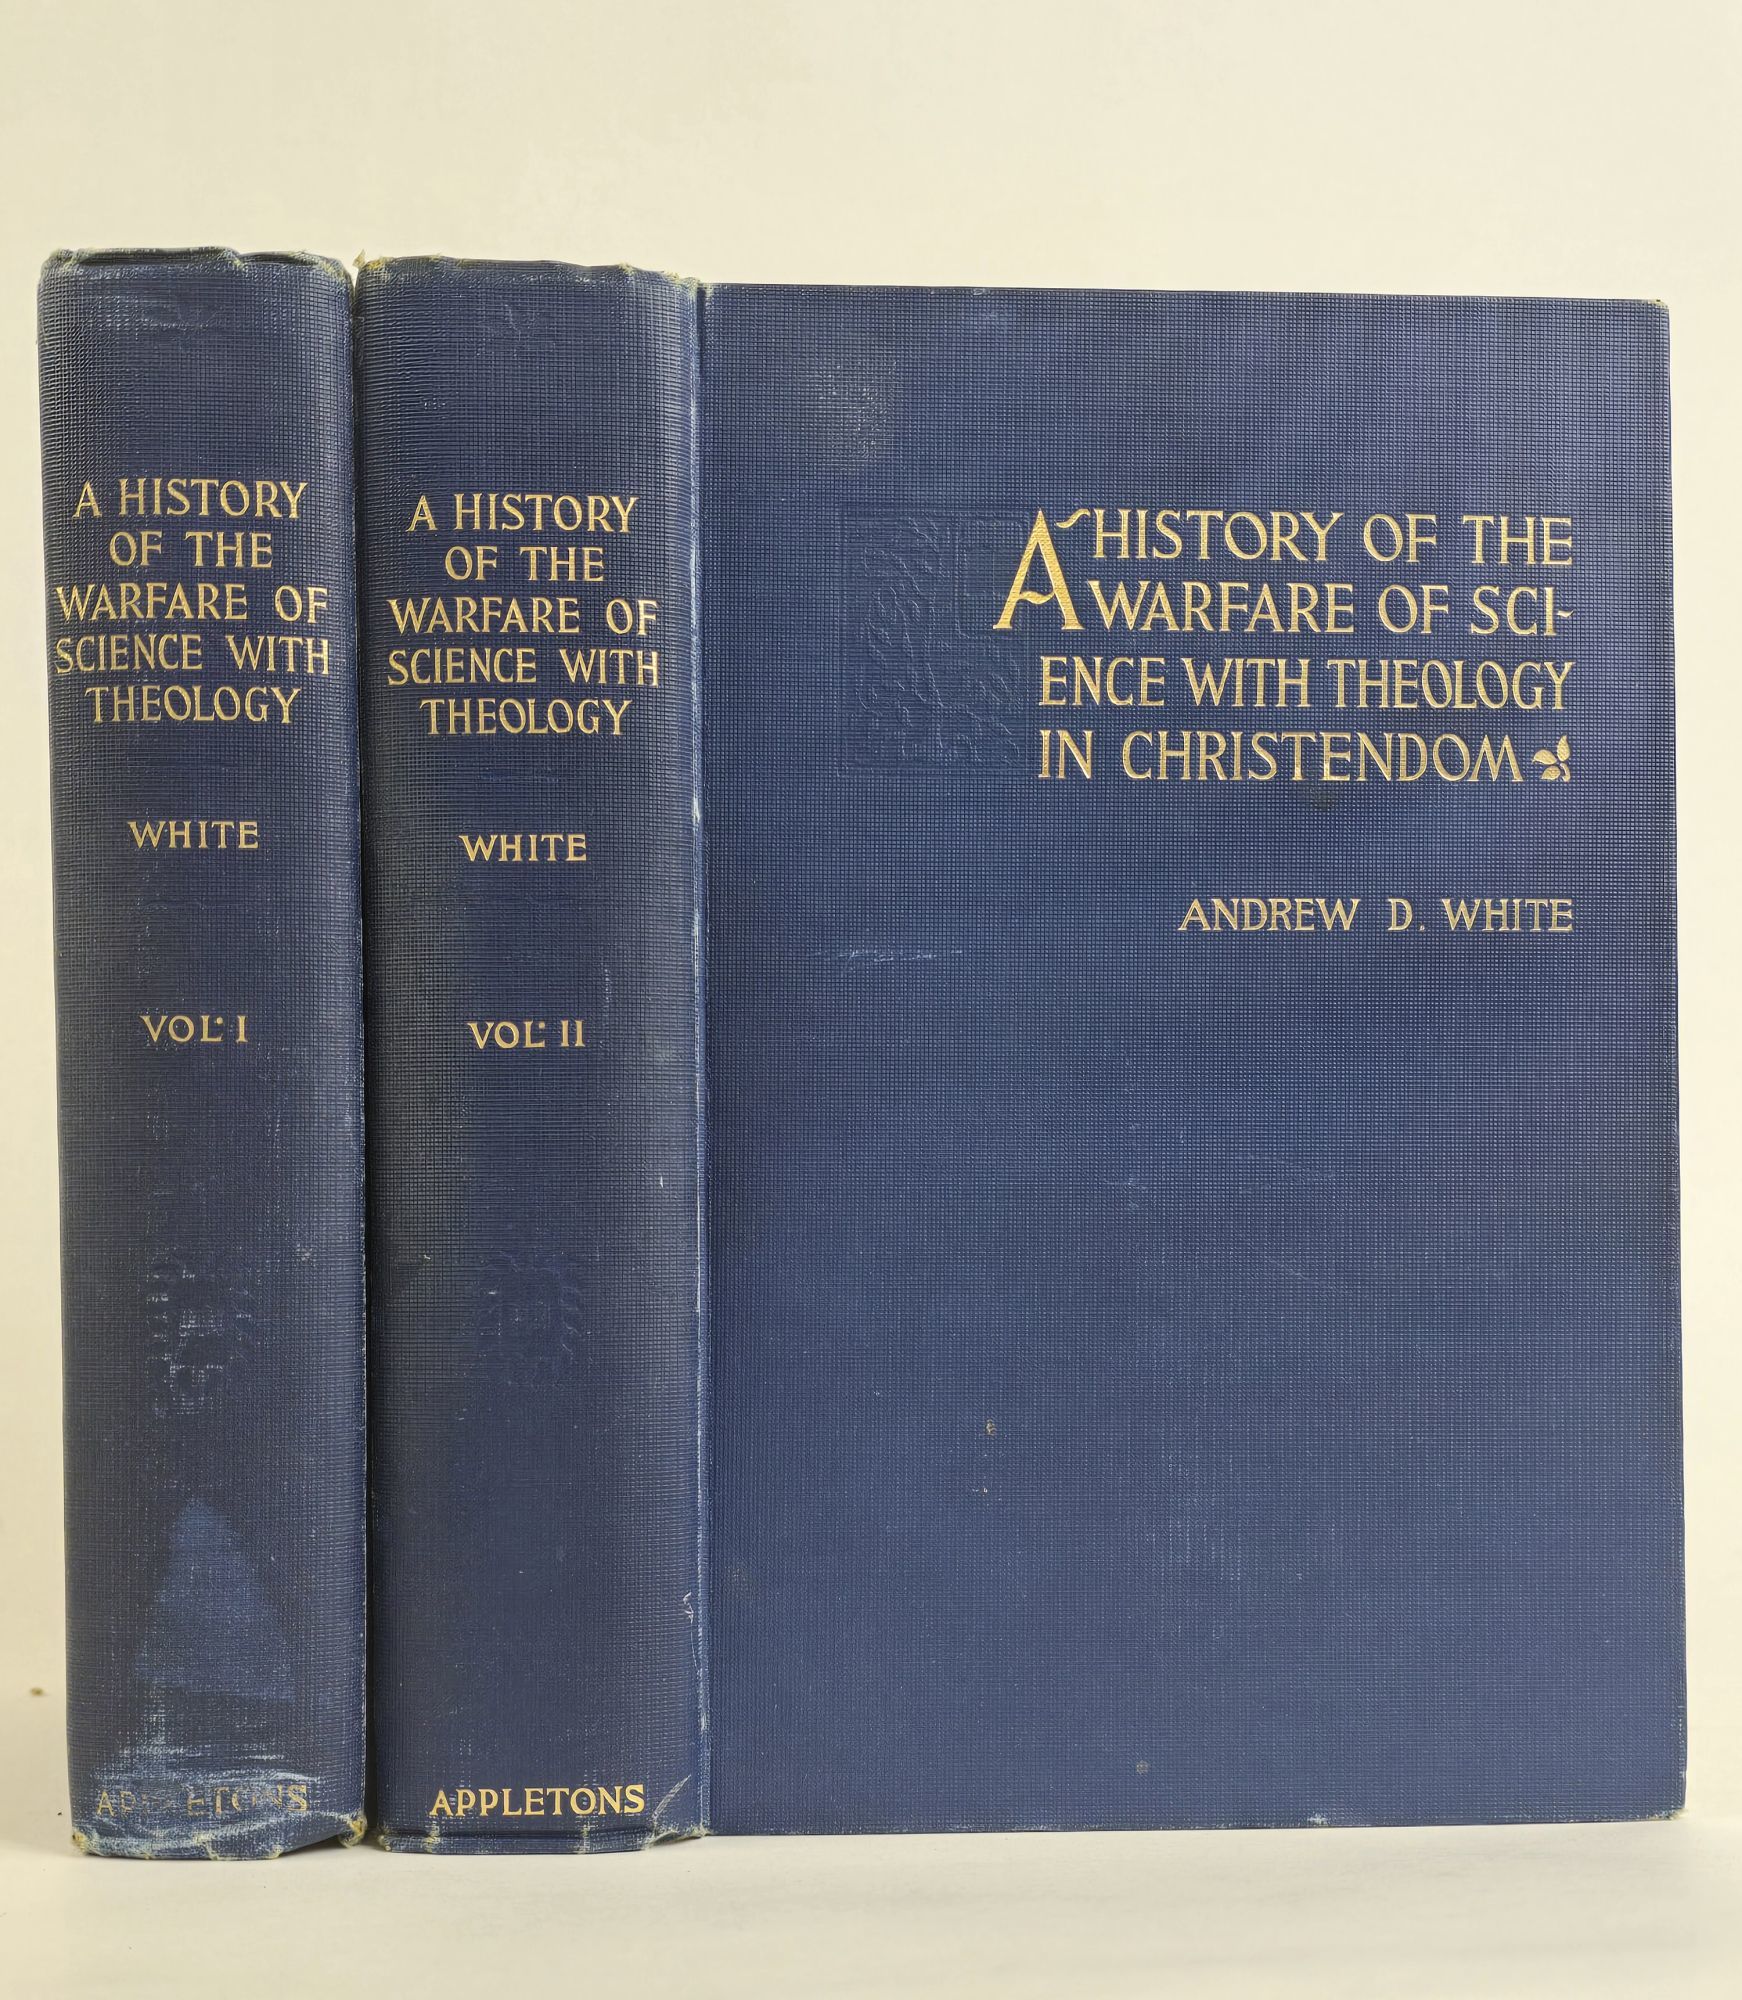 A HISTORY
OF THE
WARFARE OF
SCIENCE WITH
THEOLOGY
WHITE
VOL. I
APPLETONS
A HISTORY
OF THE
WARFARE OF
SCIENCE WITH
THEOLOGY
WHITE
VOL. II
APPLETONS
A HISTORY OF THE
WARFARE OF SCI-
ENCE WITH THEOLOGY
IN CHRISTENDOM
ANDREW D. WHITE